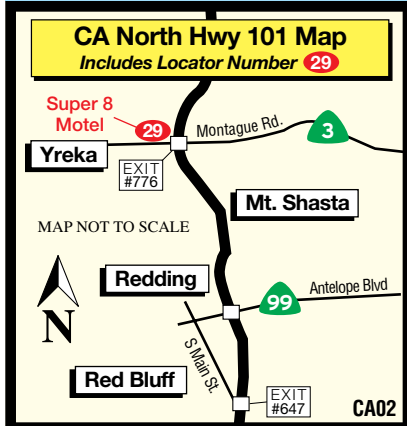 CA North Hwy 101 Map
Includes Locator Number 29
Super 8
Motel
29
Montague Rd.
3
Yreka
EXIT
#776
Mt. Shasta
MAP NOT TO SCALE
Redding
Antelope Blvd
99
N
S Main St.
Red Bluff
EXIT
#647
CA02